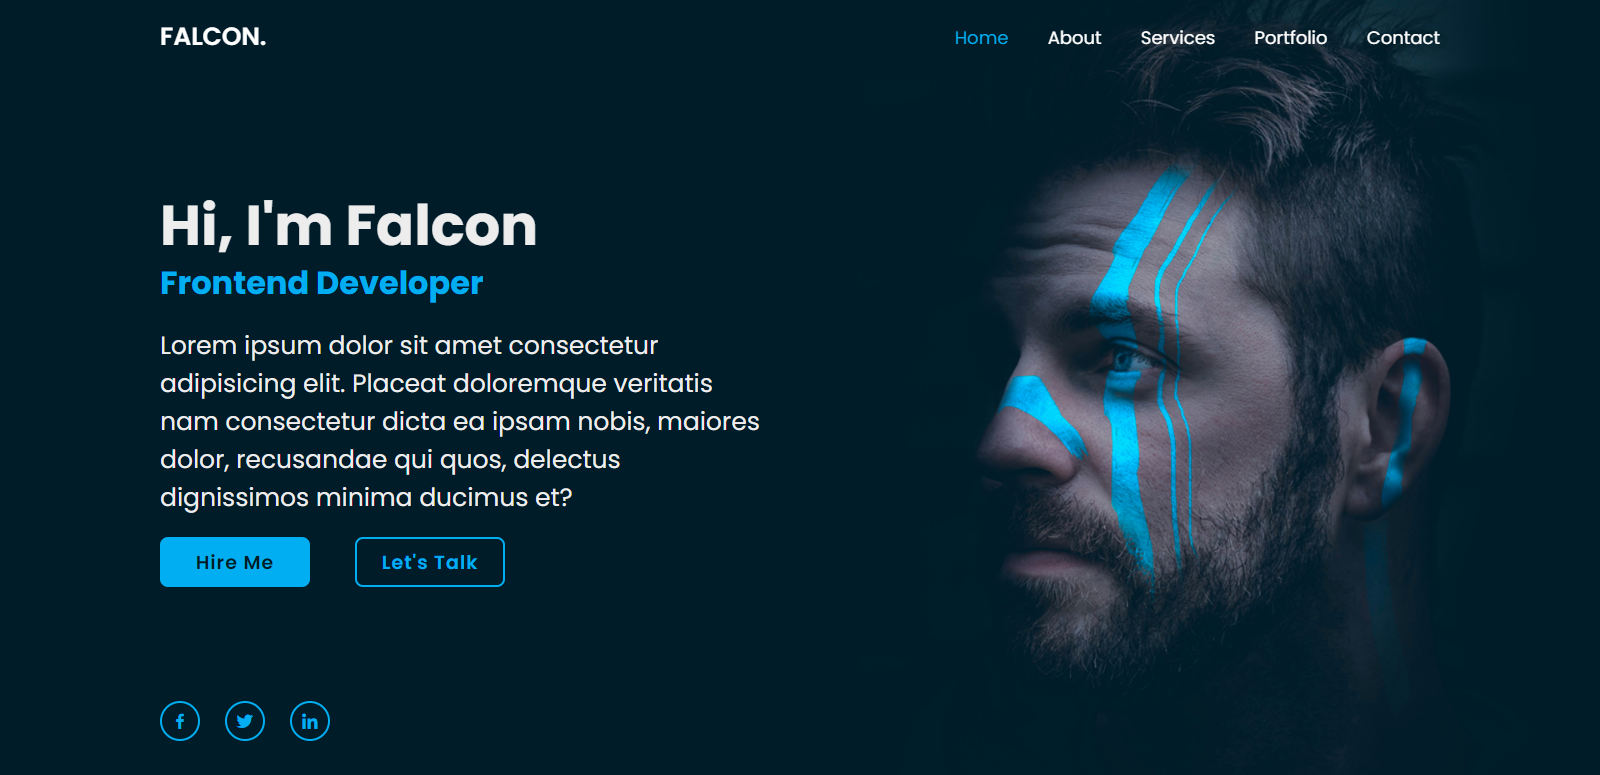 FALCON.
Home About Services Portfolio Contact
Hi, I'm Falcon
Frontend Developer
Lorem ipsum dolor sit amet consectetur
adipisicing elit. Placeat doloremque veritatis
nam consectetur dicta ea ipsam nobis, maiores
dolor, recusandae qui quos, delectus
dignissimos minima ducimus et?
Hire Me Let's Talk